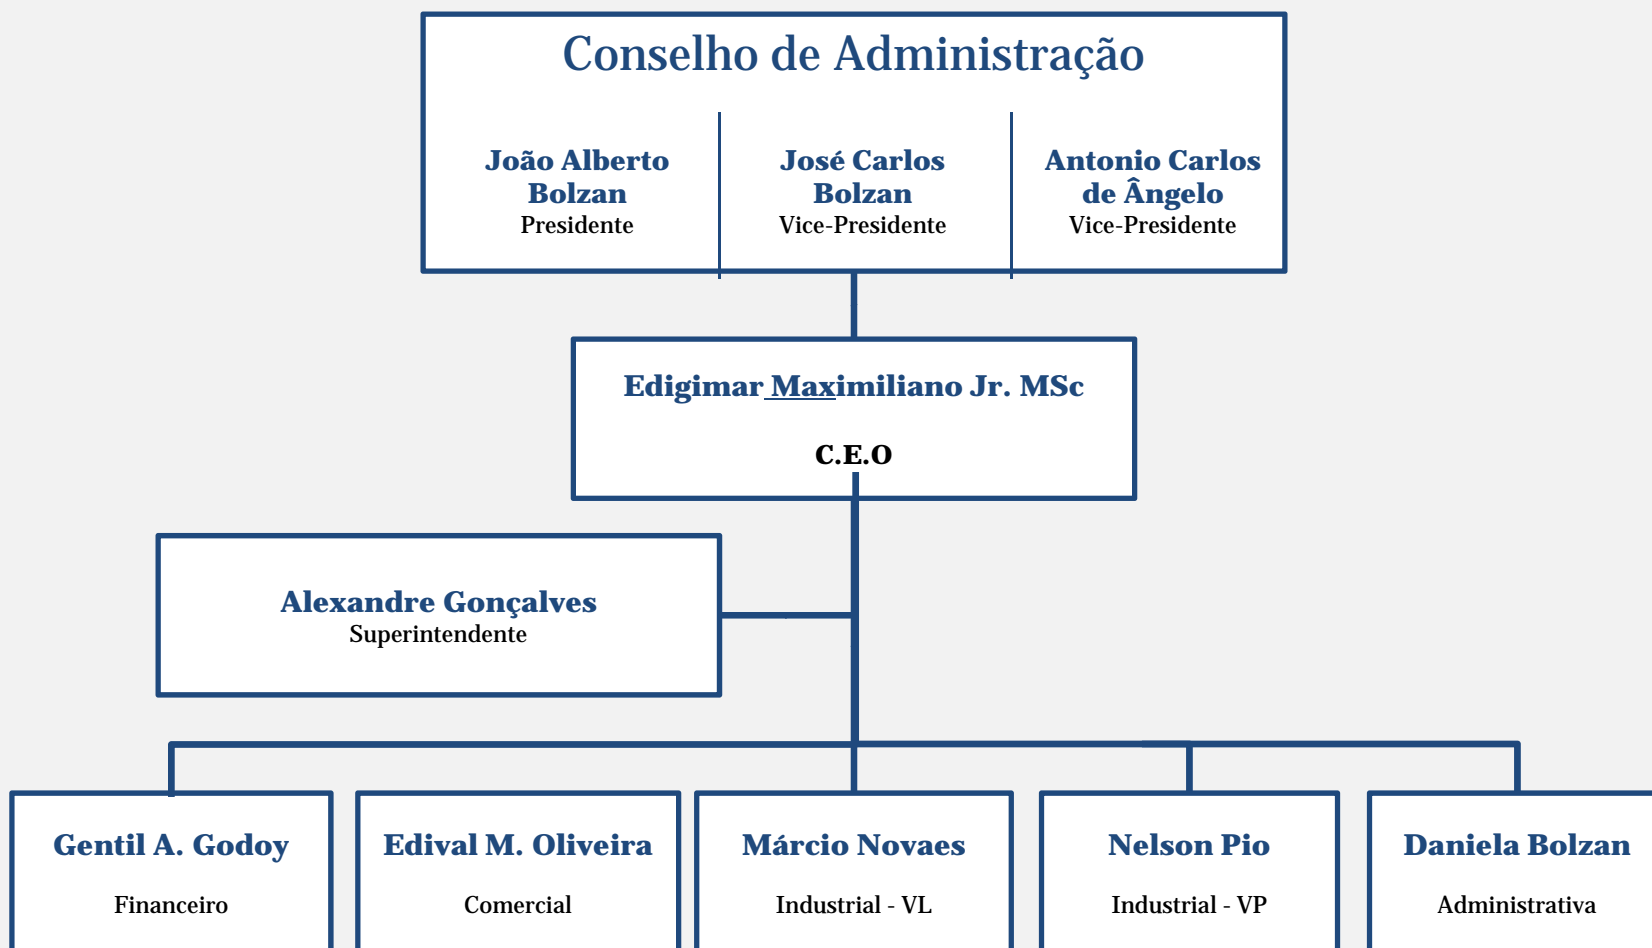 Conselho de Administração
João Alberto
Bolzan
Presidente
José Carlos
Bolzan
Vice-Presidente
Antonio Carlos
de Ângelo
Vice-Presidente
Edigimar Maximiliano Jr. MSc
C.E.O
Alexandre Gonçalves
Superintendente
Gentil A. Godoy
Financeiro
Edival M. Oliveira
Comercial
Márcio Novaes
Industrial - VL
Nelson Pio
Industrial - VP
Daniela Bolzan
Administrativa